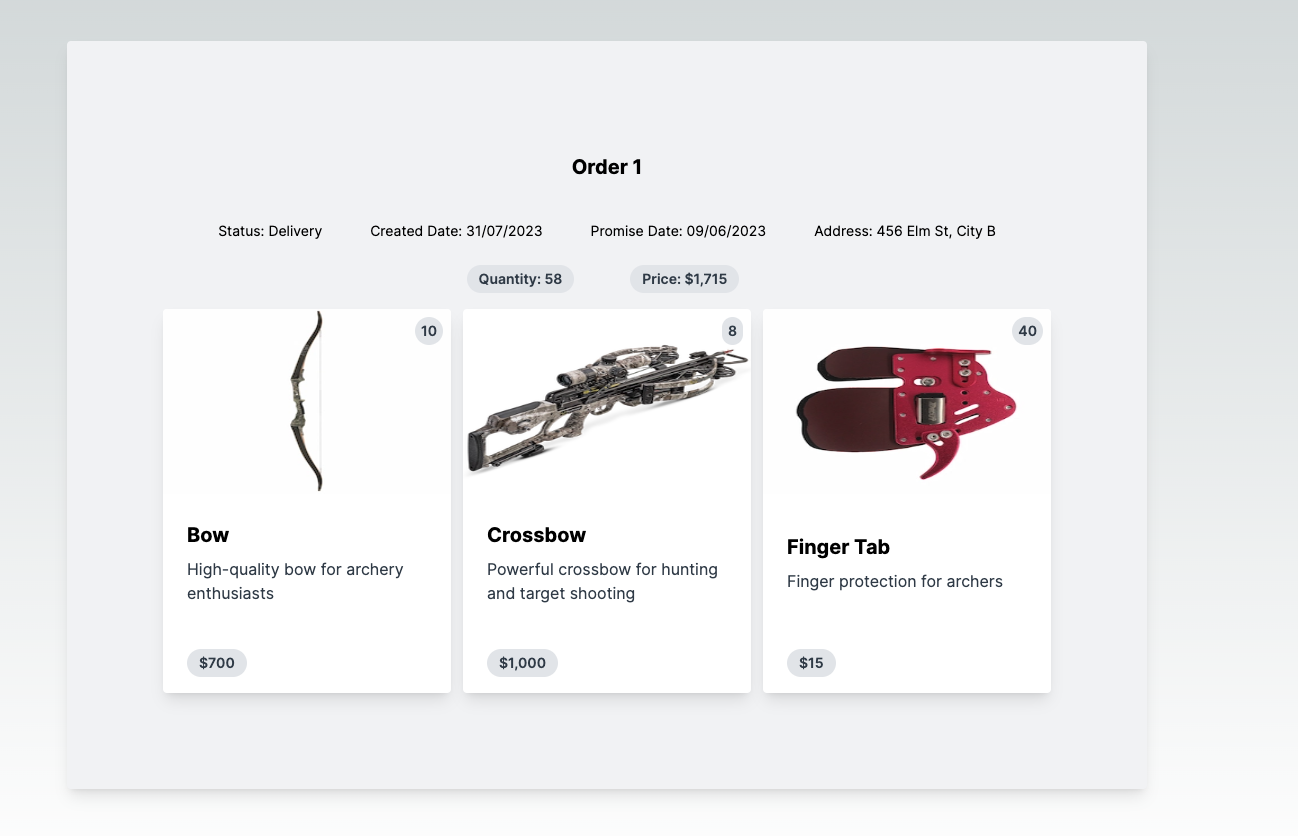 Order 1
Status: Delivery Created Date: 31/07/2023 Promise Date: 09/06/2023 Address: 456 Elm St, City B
Quantity: 58 Price: $1,715
10
8
40
Bow
High-quality bow for archery
enthusiasts
$700
Crossbow
Powerful crossbow for hunting
and target shooting
$1,000
Finger Tab
Finger protection for archers
$15